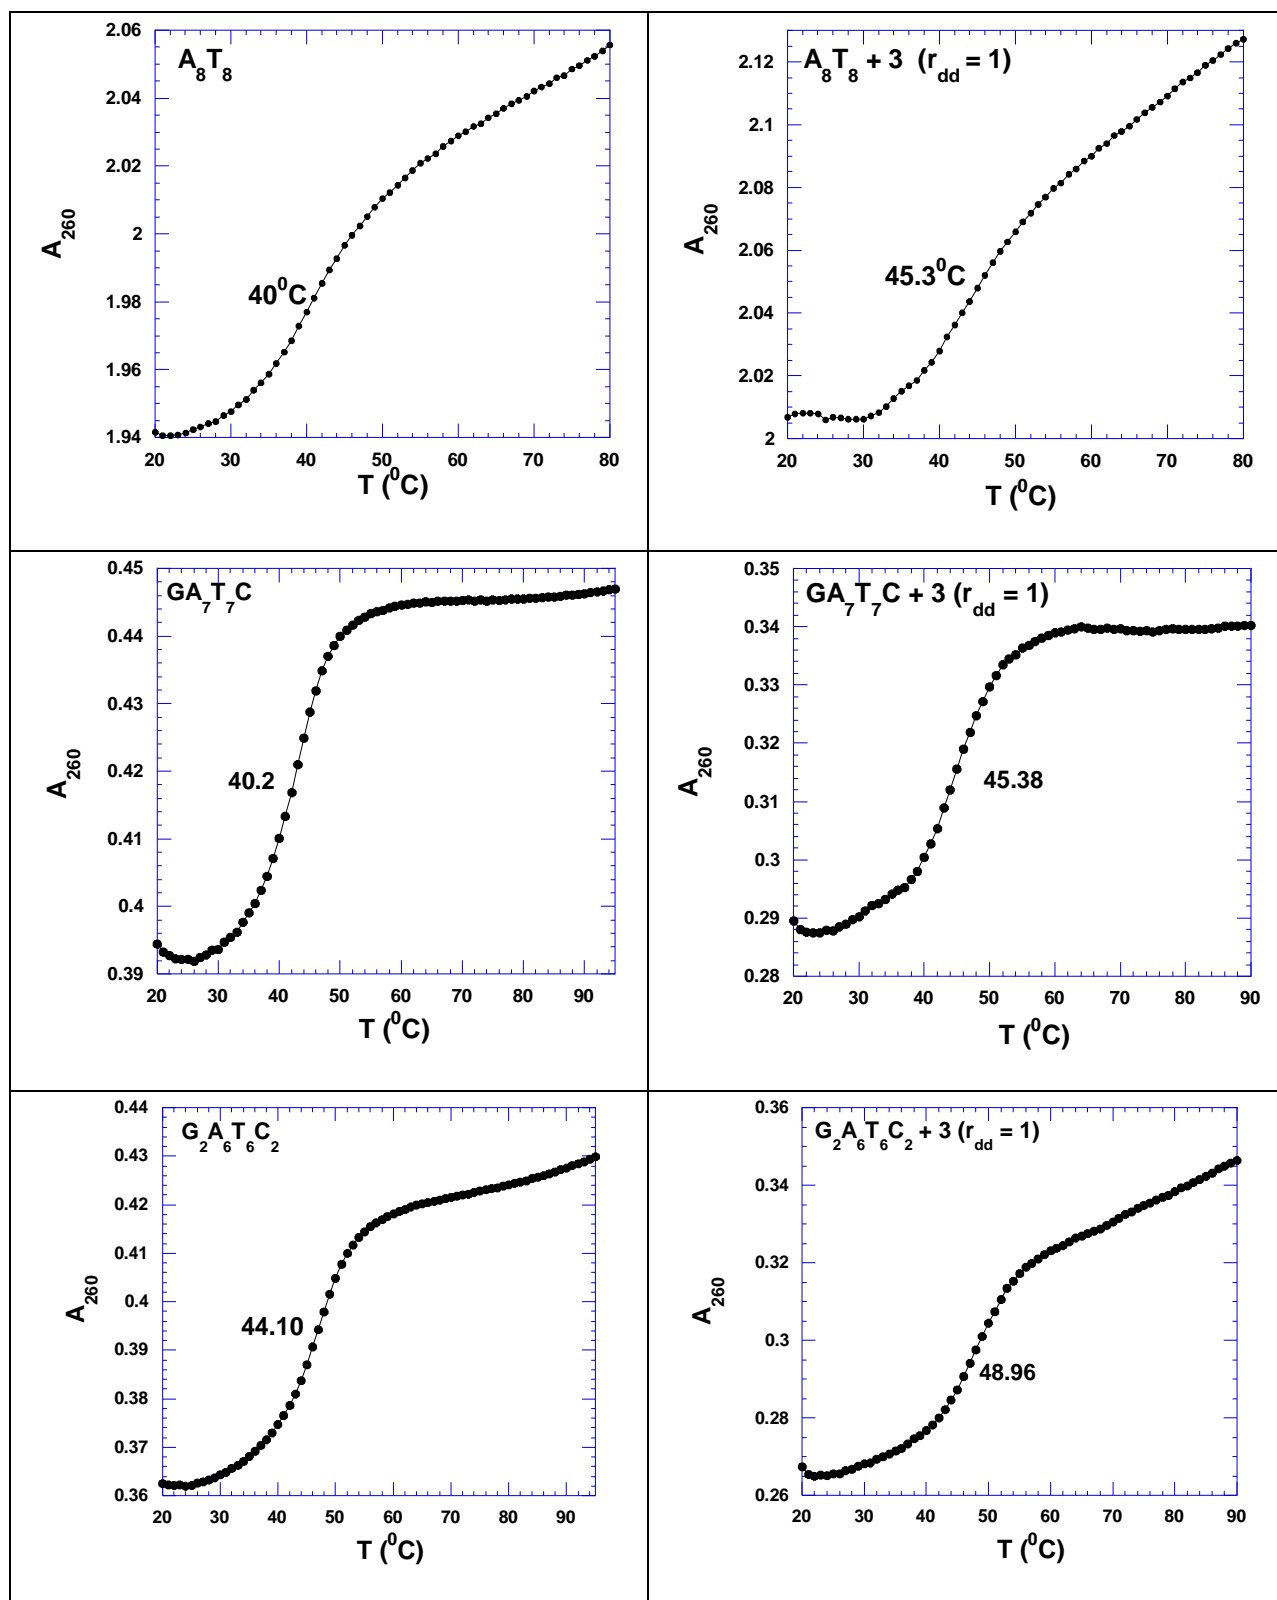 A8T8
2.06
2.04
2.02
2
1.98
1.96
1.94
A260
40⁰C
20 30 40 50 60 70 80
T (⁰C)
A8T8 + 3 (rdd = 1)
2.12
2.1
2.08
2.06
2.04
2.02
2
A260
45.3⁰C
20 30 40 50 60 70 80
T (⁰C)
GA7T7C
0.45
0.44
0.43
0.42
0.41
0.4
0.39
A260
40.2
20 30 40 50 60 70 80 90
T (⁰C)
GA7T7C + 3 (rdd = 1)
0.35
0.34
0.33
0.32
0.31
0.3
0.29
0.28
A260
45.38
20 30 40 50 60 70 80 90
T (⁰C)
G2A6T6C2
0.44
0.43
0.42
0.41
0.4
0.39
0.38
0.37
0.36
A260
44.10
20 30 40 50 60 70 80 90
T (⁰C)
G2A6T6C2 + 3 (rdd = 1)
0.36
0.34
0.32
0.3
0.28
0.26
A260
48.96
20 30 40 50 60 70 80 90
T (⁰C)